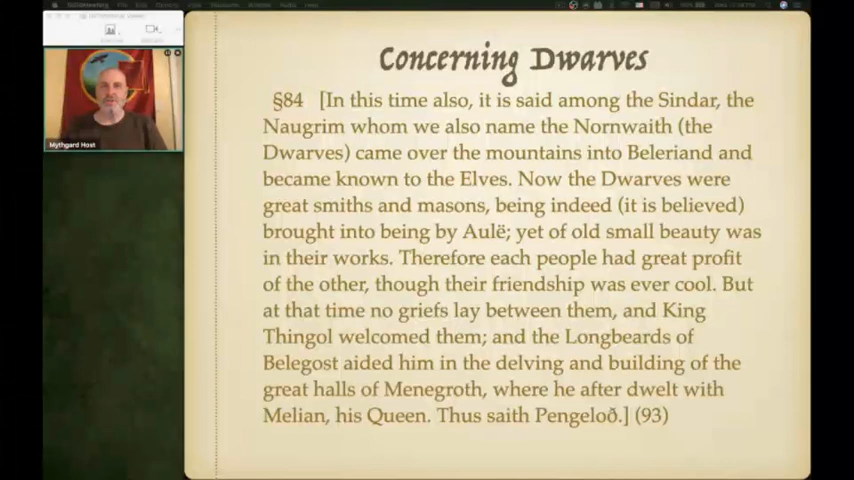 Concerning Dwarves
§84 [In this time also, it is said among the Sindar, the
Naugrim whom we also name the Nornwaith (the
Dwarves) came over the mountains into Beleriand and
became known to the Elves. Now the Dwarves were
great smiths and masons, being indeed (it is believed)
brought into being by Aulë; yet of old small beauty was
in their works. Therefore each people had great profit
of the other, though their friendship was ever cool. But
at that time no griefs lay between them, and King
Thingol welcomed them; and the Longbeards of
Belegost aided him in the delving and building of the
great halls of Menegroth, where he after dwelt with
Melian, his Queen. Thus saith Pengeloð.] (93)
Mythgard Host